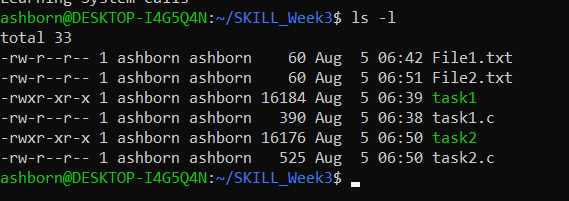 ashborn@DESKTOP-I4G5Q4N:~/SKILL_Week3$ ls -l
total 33
-rw-r--r-- 1 ashborn ashborn    60 Aug  5 06:42 File1.txt
-rw-r--r-- 1 ashborn ashborn    60 Aug  5 06:51 File2.txt
-rwxr-xr-x 1 ashborn ashborn 16184 Aug  5 06:39 task1
-rw-r--r-- 1 ashborn ashborn   390 Aug  5 06:38 task1.c
-rwxr-xr-x 1 ashborn ashborn 16176 Aug  5 06:50 task2
-rw-r--r-- 1 ashborn ashborn   525 Aug  5 06:50 task2.c
ashborn@DESKTOP-I4G5Q4N:~/SKILL_Week3$